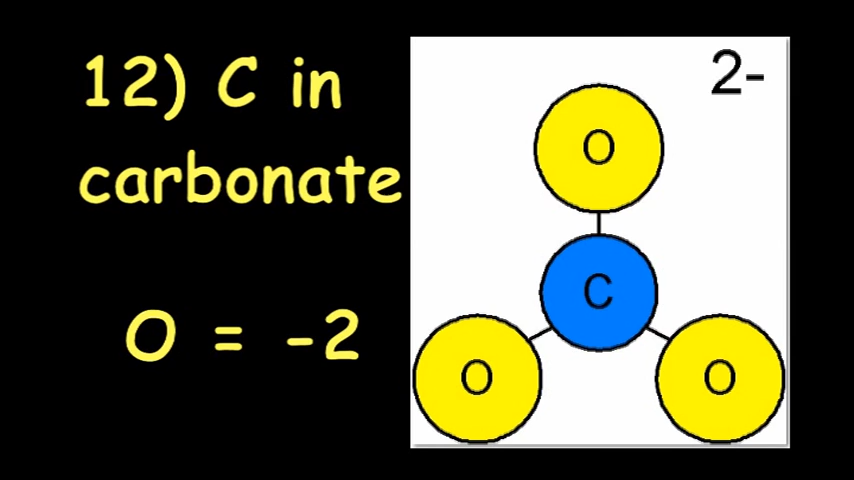 12) C in
carbonate
O = -2
2-
O
C
O
O